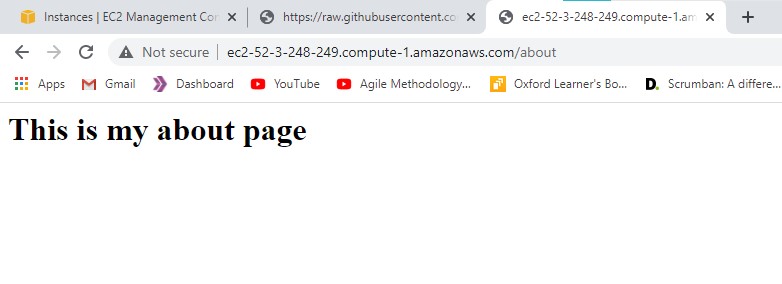 Instances | EC2 Management Con
https://raw.githubusercontent.co
ec2-52-3-248-249.compute-1.am
Not secure
ec2-52-3-248-249.compute-1.amazonaws.com/about
Apps
Gmail
Dashboard
YouTube
Agile Methodology...
Oxford Learner's Bo...
D.
Scrumban: A differe...
This is my about page